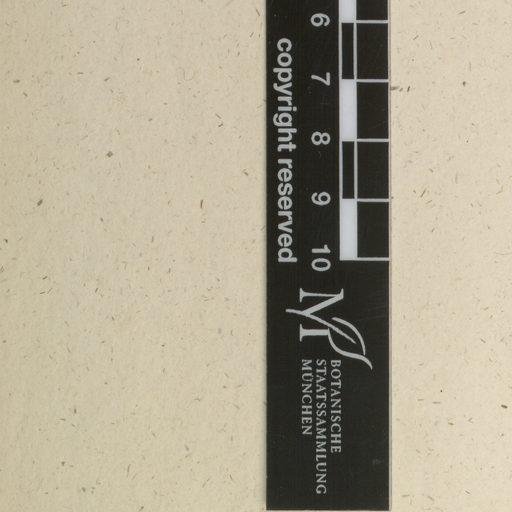 6 7 8 9 10
copyright reserved
M
BOTANISCHE
STAATSSAMMLUNG
MÜNCHEN